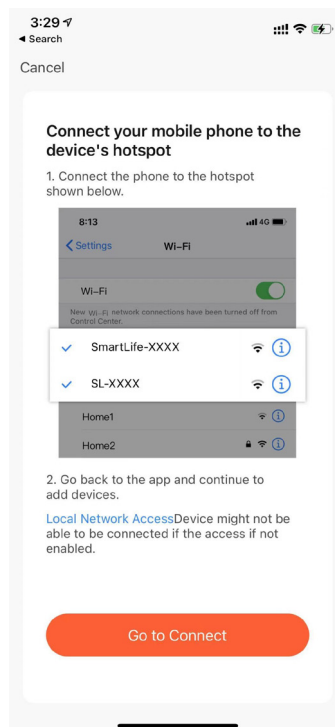 3:29
◀ Search
Cancel
Connect your mobile phone to the
device's hotspot
1. Connect the phone to the hotspot
shown below.
8:13
4G
Settings
Wi-Fi
Wi-Fi
New Wi-Fi network connections have been turned off from
Control Center.
SmartLife-XXXX
SL-XXXX
Home1
Home2
2. Go back to the app and continue to
add devices.
Local Network AccessDevice might not be
able to be connected if the access if not
enabled.
Go to Connect